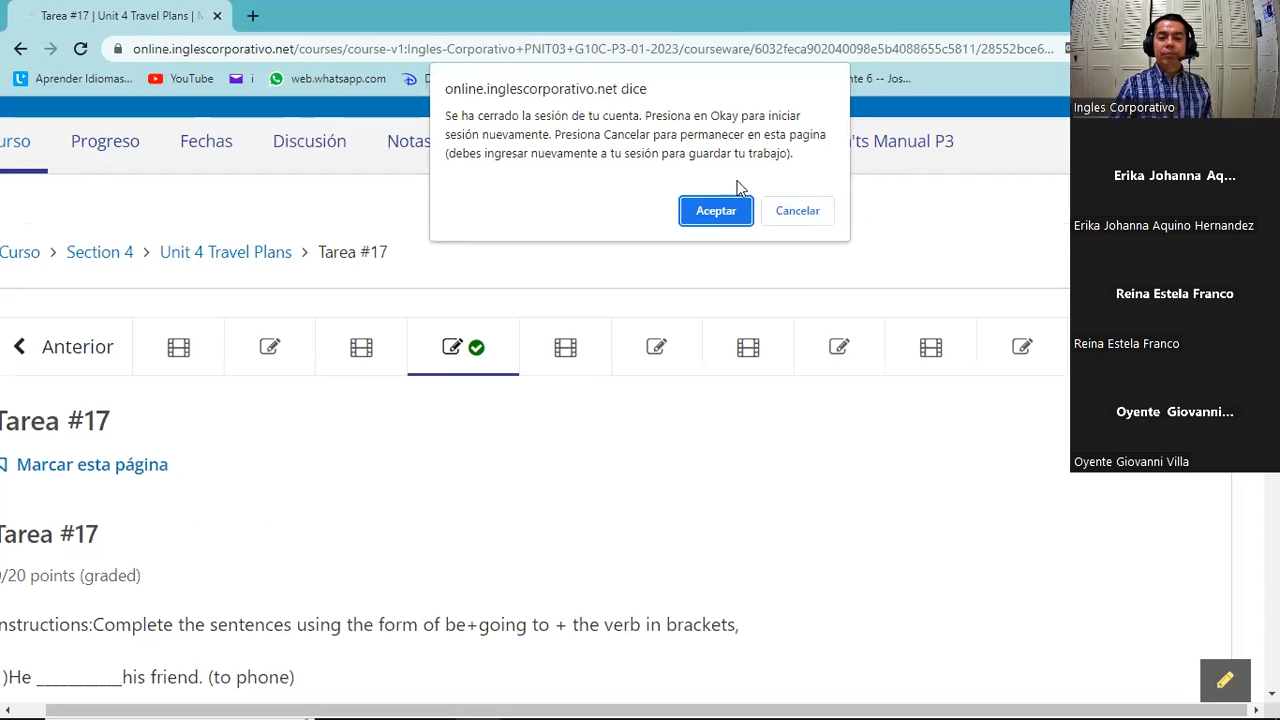 Tarea #17 | Unit 4 Travel Plans |
online.inglescorporativo.net/courses/course-v1:Ingles-Corporativo+PNIT03+G10C-P3-01-2023/courseware/
Aprender Idiomas...
YouTube
web.whatsapp.com
6 -- Jos...
online.inglescorporativo.net dice
Se ha cerrado la sesión de tu cuenta. Presiona en Okay para iniciar
sesión nuevamente. Presiona Cancelar para permanecer en esta pagina
(debes ingresar nuevamente a tu sesión para guardar tu trabajo).
Aceptar
Cancelar
urso
Progreso
Fechas
Discusión
Notas
t's Manual P3
Curso > Section 4 > Unit 4 Travel Plans > Tarea #17
Anterior
Tarea #17
Marcar esta página
Tarea #17
/20 points (graded)
nstructions:Complete the sentences using the form of be+going to + the verb in brackets,
)He ___________his friend. (to phone)
Ingles Corporativo
Erika Johanna Aq...
Erika Johanna Aquino Hernandez
Reina Estela Franco
Reina Estela Franco
Oyente Giovanni...
Oyente Giovanni Villa